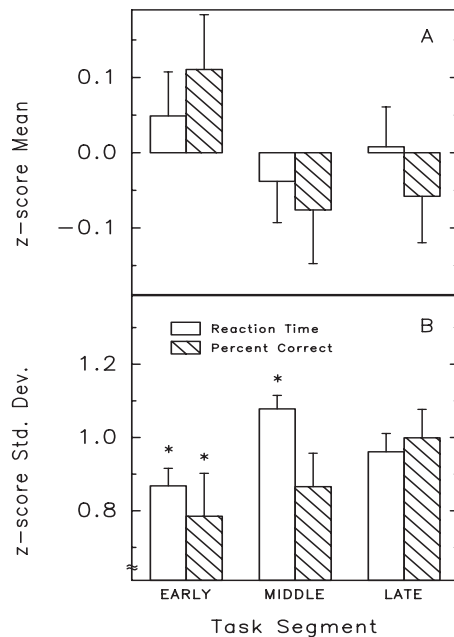 A
0.1
0.0
−0.1
z−score Mean
B
Reaction Time
Percent Correct
1.2
1.0
0.8
z−score Std. Dev.
*
*
*
≈
EARLY MIDDLE LATE
Task Segment